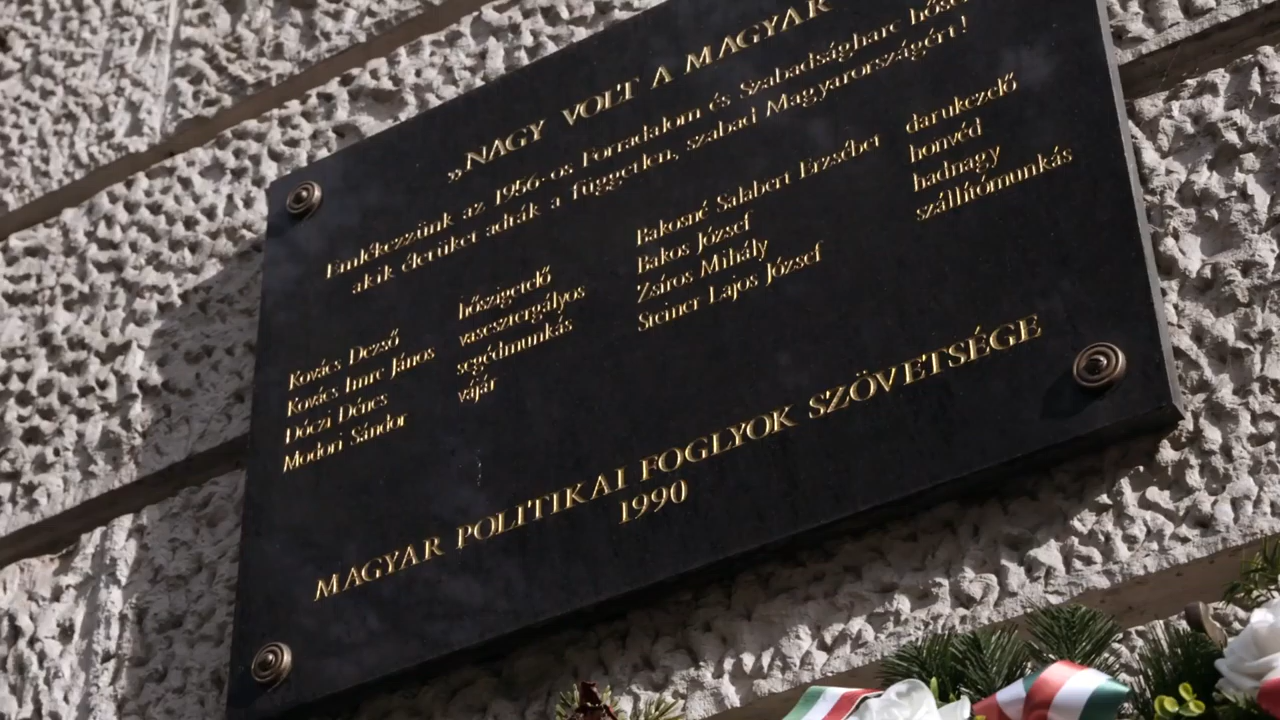 „NAGY VOLT A MAGYAR
Emlékezzünk az 1956-os Forradalom és Szabadságharc
akik életüket adták a független, szabad Magyarországért!
Kovács Dezső hőszigetelő
Kovács Imre János vasesztergályos
Dóczi Dénes segédmunkás
Modori Sándor vájár
Bakosné Salabert Erzsébet darukezelő
Bakos József honvéd
Zsíros Mihály hadnagy
Steiner Lajos József szállítómunkás
MAGYAR POLITIKAI FOGLYOK SZÖVETSÉGE
1990